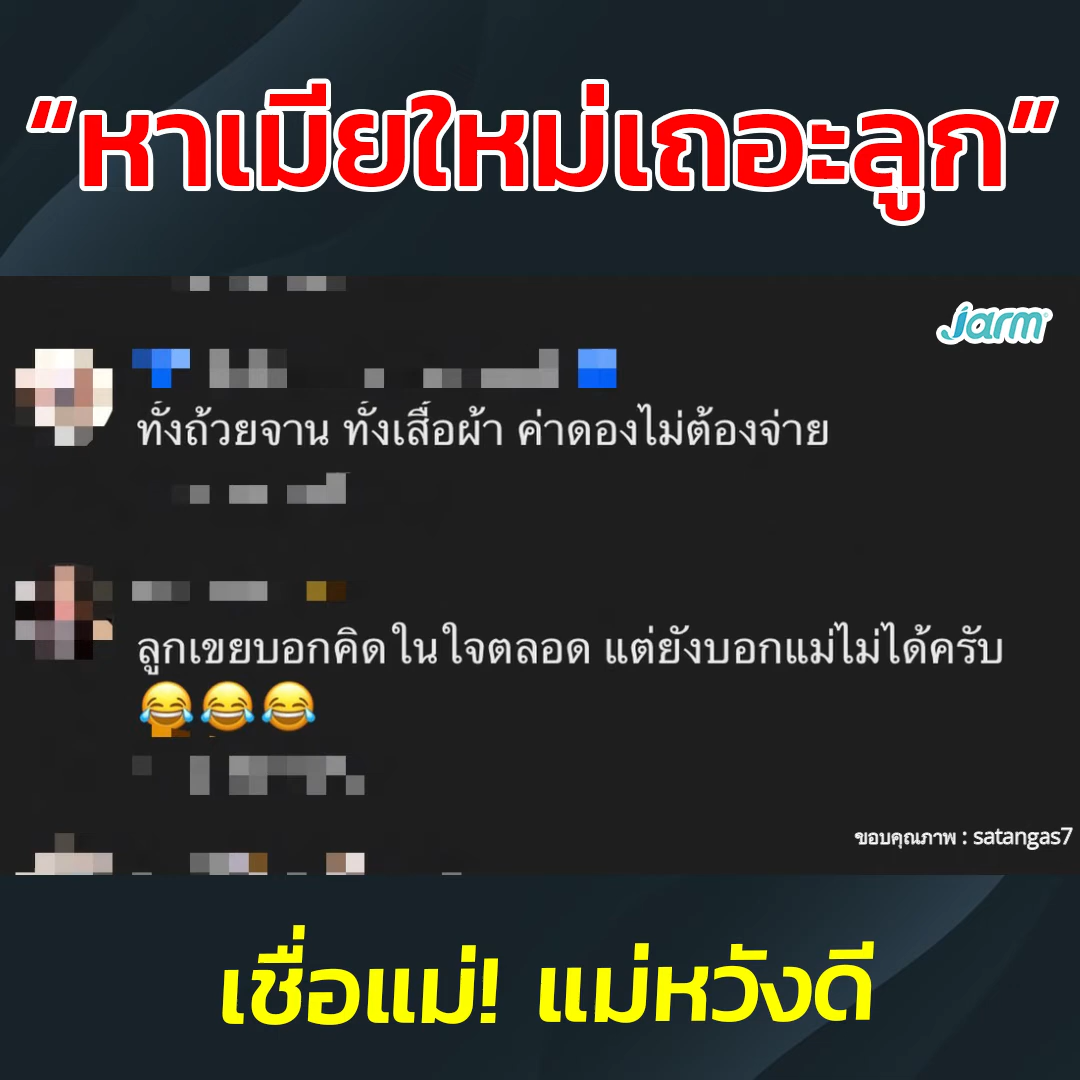 “หาเมียใหม่เถอะลูก”
jarm
ทั้งถ้วยจาน ทั้งเสื้อผ้า ค่าดองไม่ต้องจ่าย
ลูกเขยบอกคิดในใจตลอด แต่ยังบอกแม่ไม่ได้ครับ
😂😂😂
ขอบคุณภาพ : satangas7
เชื่อแม่! แม่หวังดี